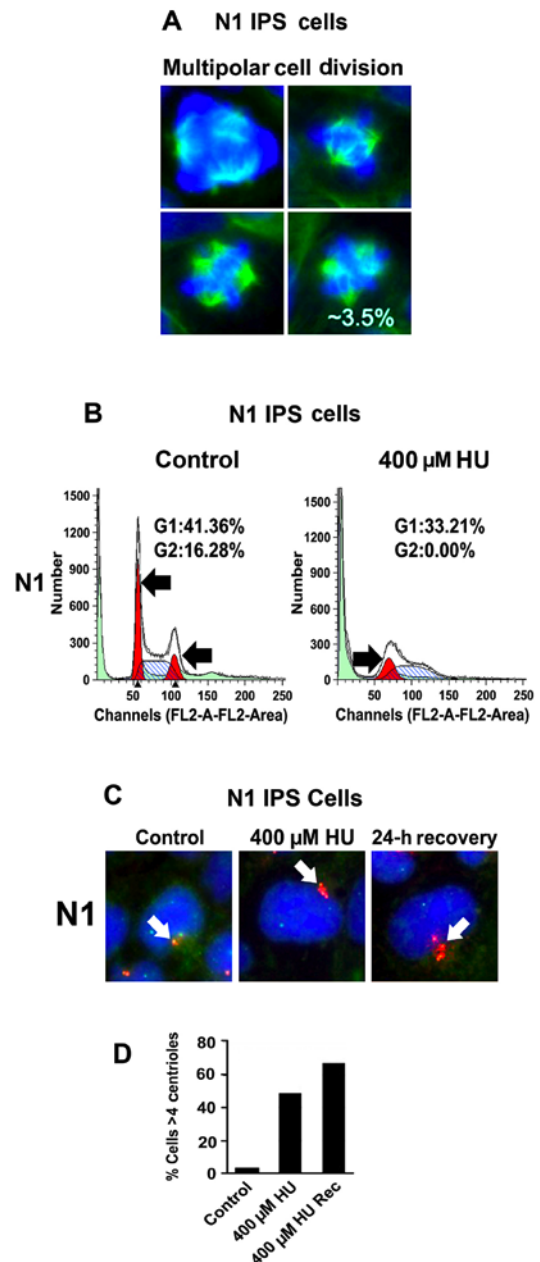 A N1 IPS cells
Multipolar cell division
~3.5%
B N1 IPS cells
Control 400 µM HU
N1
Number
1500
1200
900
600
300
0
G1:41.36%
G2:16.28%
50 100 150 200 250
Channels (FL2-A-FL2-Area)
Number
1500
1200
900
600
300
0
G1:33.21%
G2:0.00%
0 50 100 150 200 250
Channels (FL2-A-FL2-Area)
C N1 IPS Cells
Control 400 µM HU 24-h recovery
N1
D
% Cells >4 centrioles
80
60
40
20
0
Control
400 µM HU
400 µM HU Rec